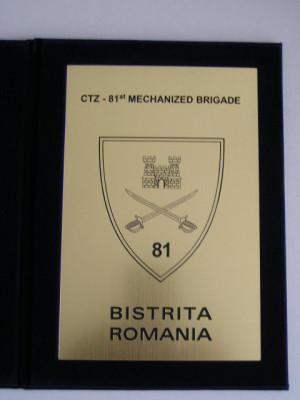 CTZ - 81st MECHANIZED BRIGADE
81
BISTRITA
ROMANIA